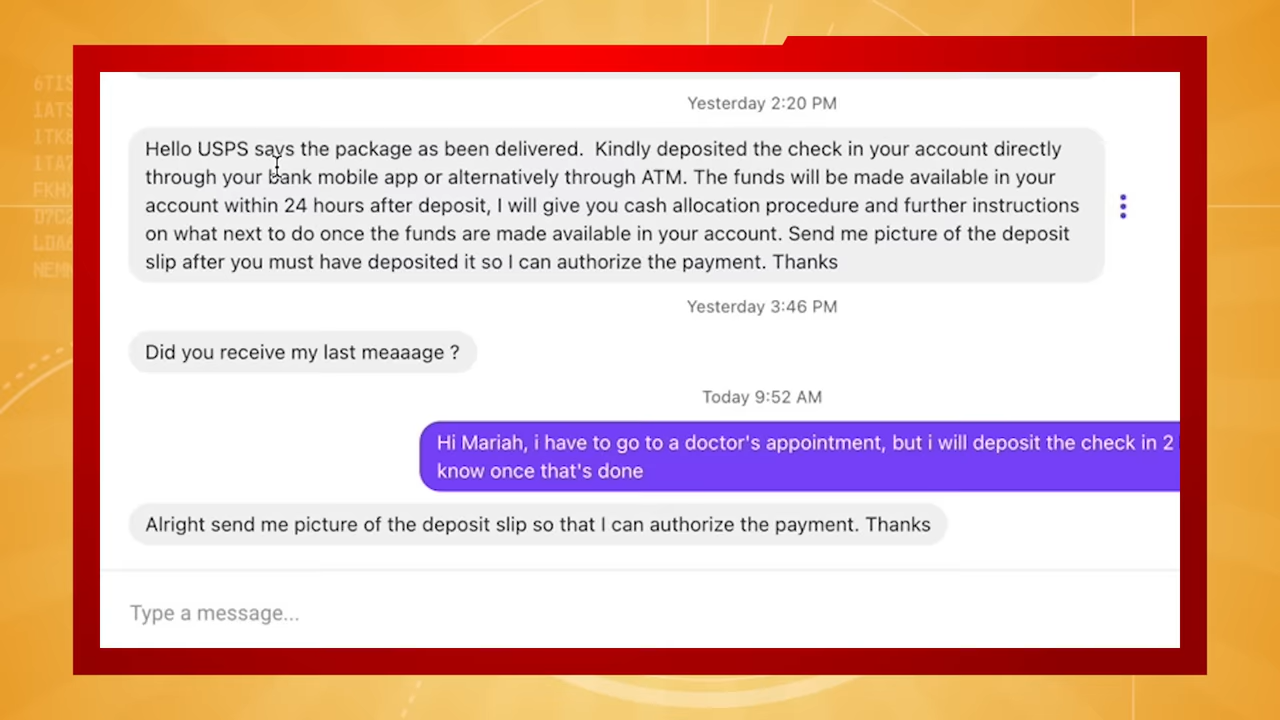 Yesterday 2:20 PM
Hello USPS says the package as been delivered.  Kindly deposited the check in your account directly
through your bank mobile app or alternatively through ATM. The funds will be made available in your
account within 24 hours after deposit, I will give you cash allocation procedure and further instructions
on what next to do once the funds are made available in your account. Send me picture of the deposit
slip after you must have deposited it so I can authorize the payment. Thanks
Yesterday 3:46 PM
Did you receive my last meaaage ?
Today 9:52 AM
Hi Mariah, i have to go to a doctor's appointment, but i will deposit the check in 2
know once that's done
Alright send me picture of the deposit slip so that I can authorize the payment. Thanks
Type a message...